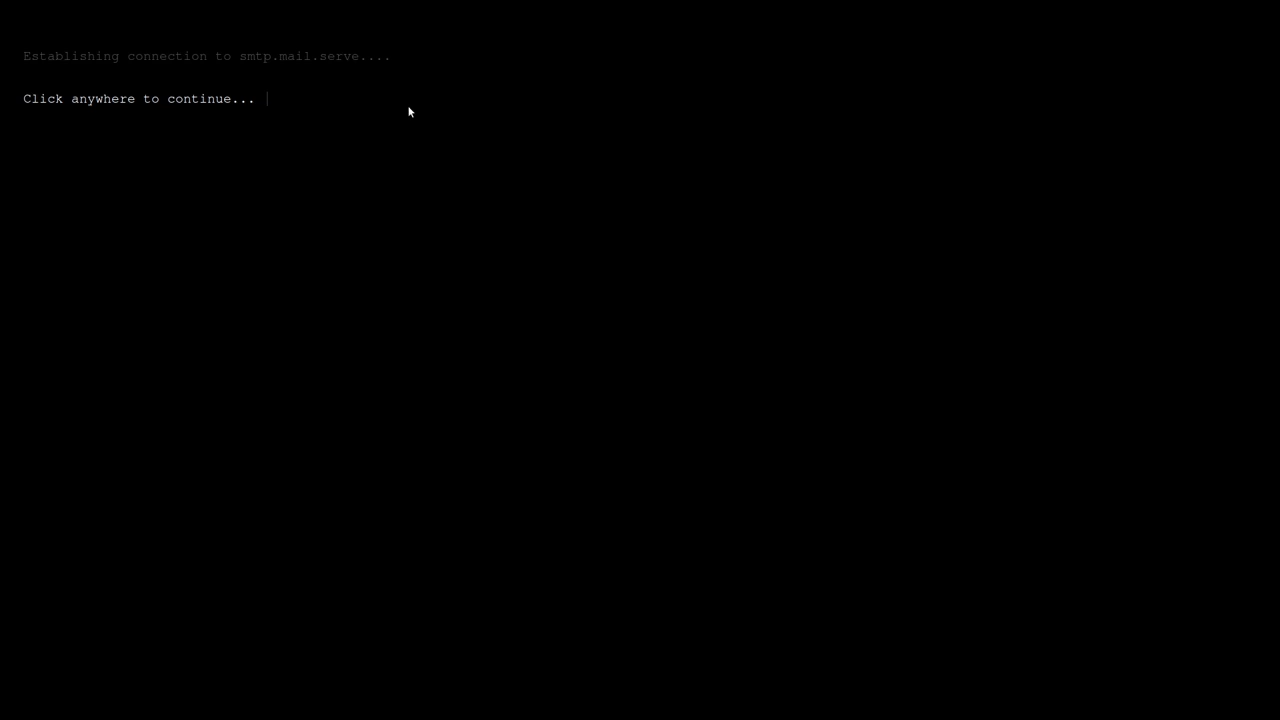 Establishing connection to smtp.mail.serve....
Click anywhere to continue...